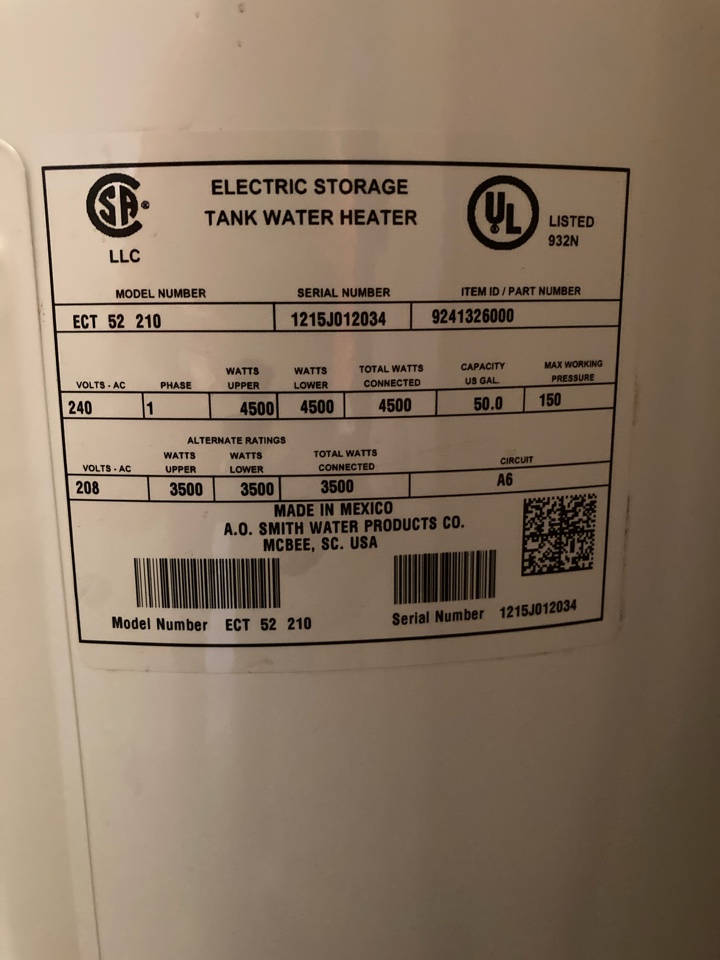 SA ®
LLC
ELECTRIC STORAGE
TANK WATER HEATER
UL ®
LISTED
932N
MODEL NUMBER SERIAL NUMBER ITEM ID / PART NUMBER
ECT 52 210 1215J012034 9241326000
VOLTS - AC PHASE WATTS UPPER WATTS LOWER TOTAL WATTS CONNECTED CAPACITY US GAL. MAX WORKING PRESSURE
240 1 4500 4500 4500 50.0 150
ALTERNATE RATINGS
VOLTS - AC WATTS UPPER WATTS LOWER TOTAL WATTS CONNECTED CIRCUIT
208 3500 3500 3500 A6
MADE IN MEXICO
A.O. SMITH WATER PRODUCTS CO.
MCBEE, SC. USA
Model Number ECT 52 210 Serial Number 1215J012034